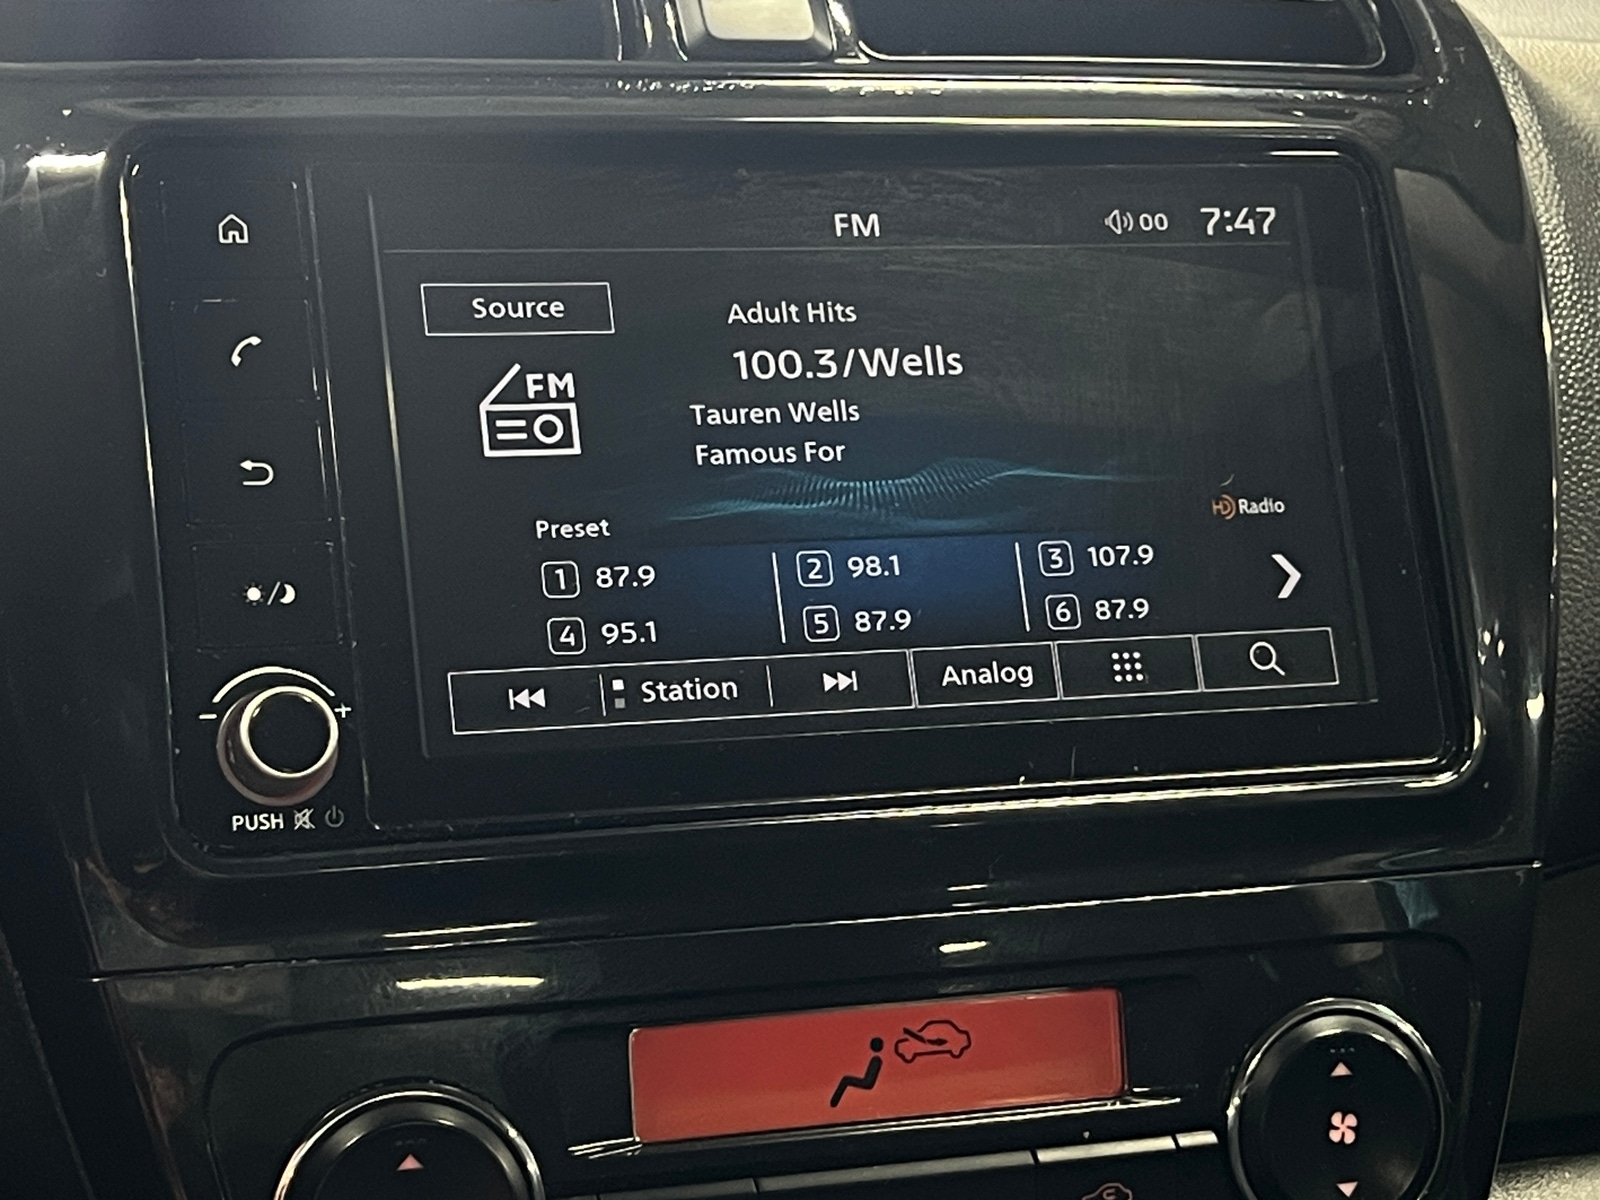 FM
00
7:47
Source
Adult Hits
100.3/Wells
FM
Tauren Wells
Famous For
HD Radio
Preset
1 87.9
2 98.1
3 107.9
4 95.1
5 87.9
6 87.9
Station
Analog
- +
PUSH